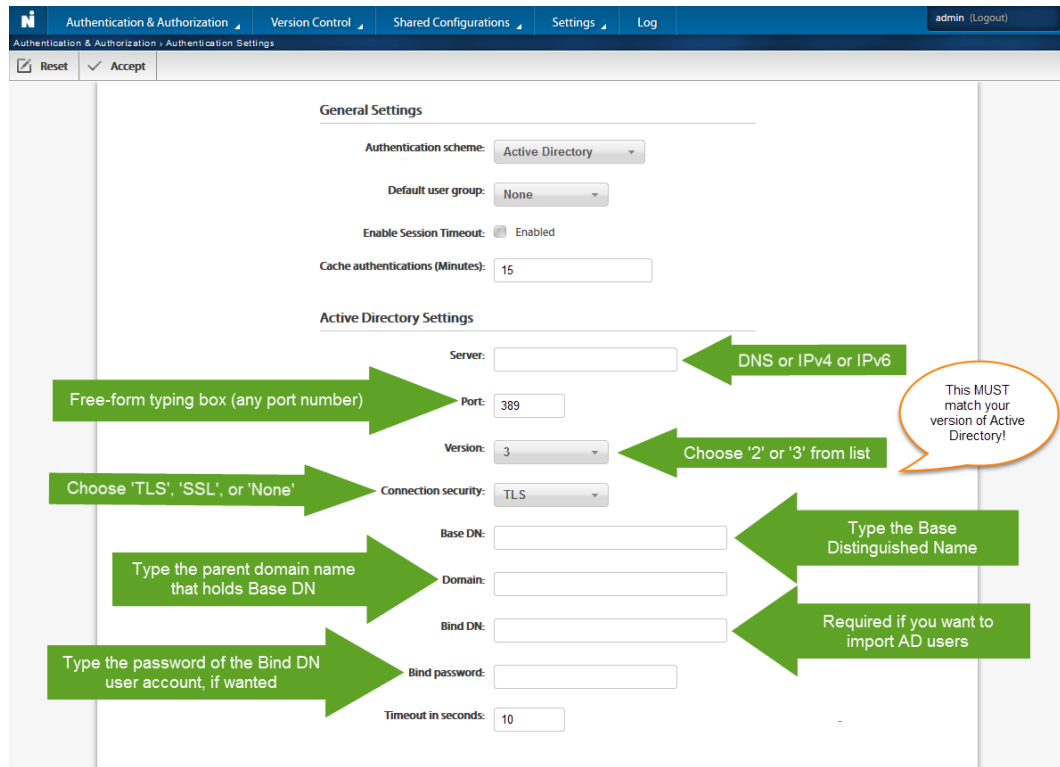 Authentication & Authorization
Version Control
Shared Configurations
Settings
Log
admin (Logout)
Authentication & Authorization › Authentication Settings
Reset
Accept
General Settings
Authentication scheme:
Active Directory
Default user group:
None
Enable Session Timeout:
Enabled
Cache authentications (Minutes):
15
Active Directory Settings
Server:
DNS or IPv4 or IPv6
Free-form typing box (any port number)
Port:
389
This MUST
match your
version of Active
Directory!
Version:
3
Choose '2' or '3' from list
Choose 'TLS', 'SSL', or 'None'
Connection security:
TLS
Base DN:
Type the Base
Distinguished Name
Type the parent domain name
that holds Base DN
Domain:
Bind DN:
Required if you want to
import AD users
Type the password of the Bind DN
user account, if wanted
Bind password:
Timeout in seconds:
10